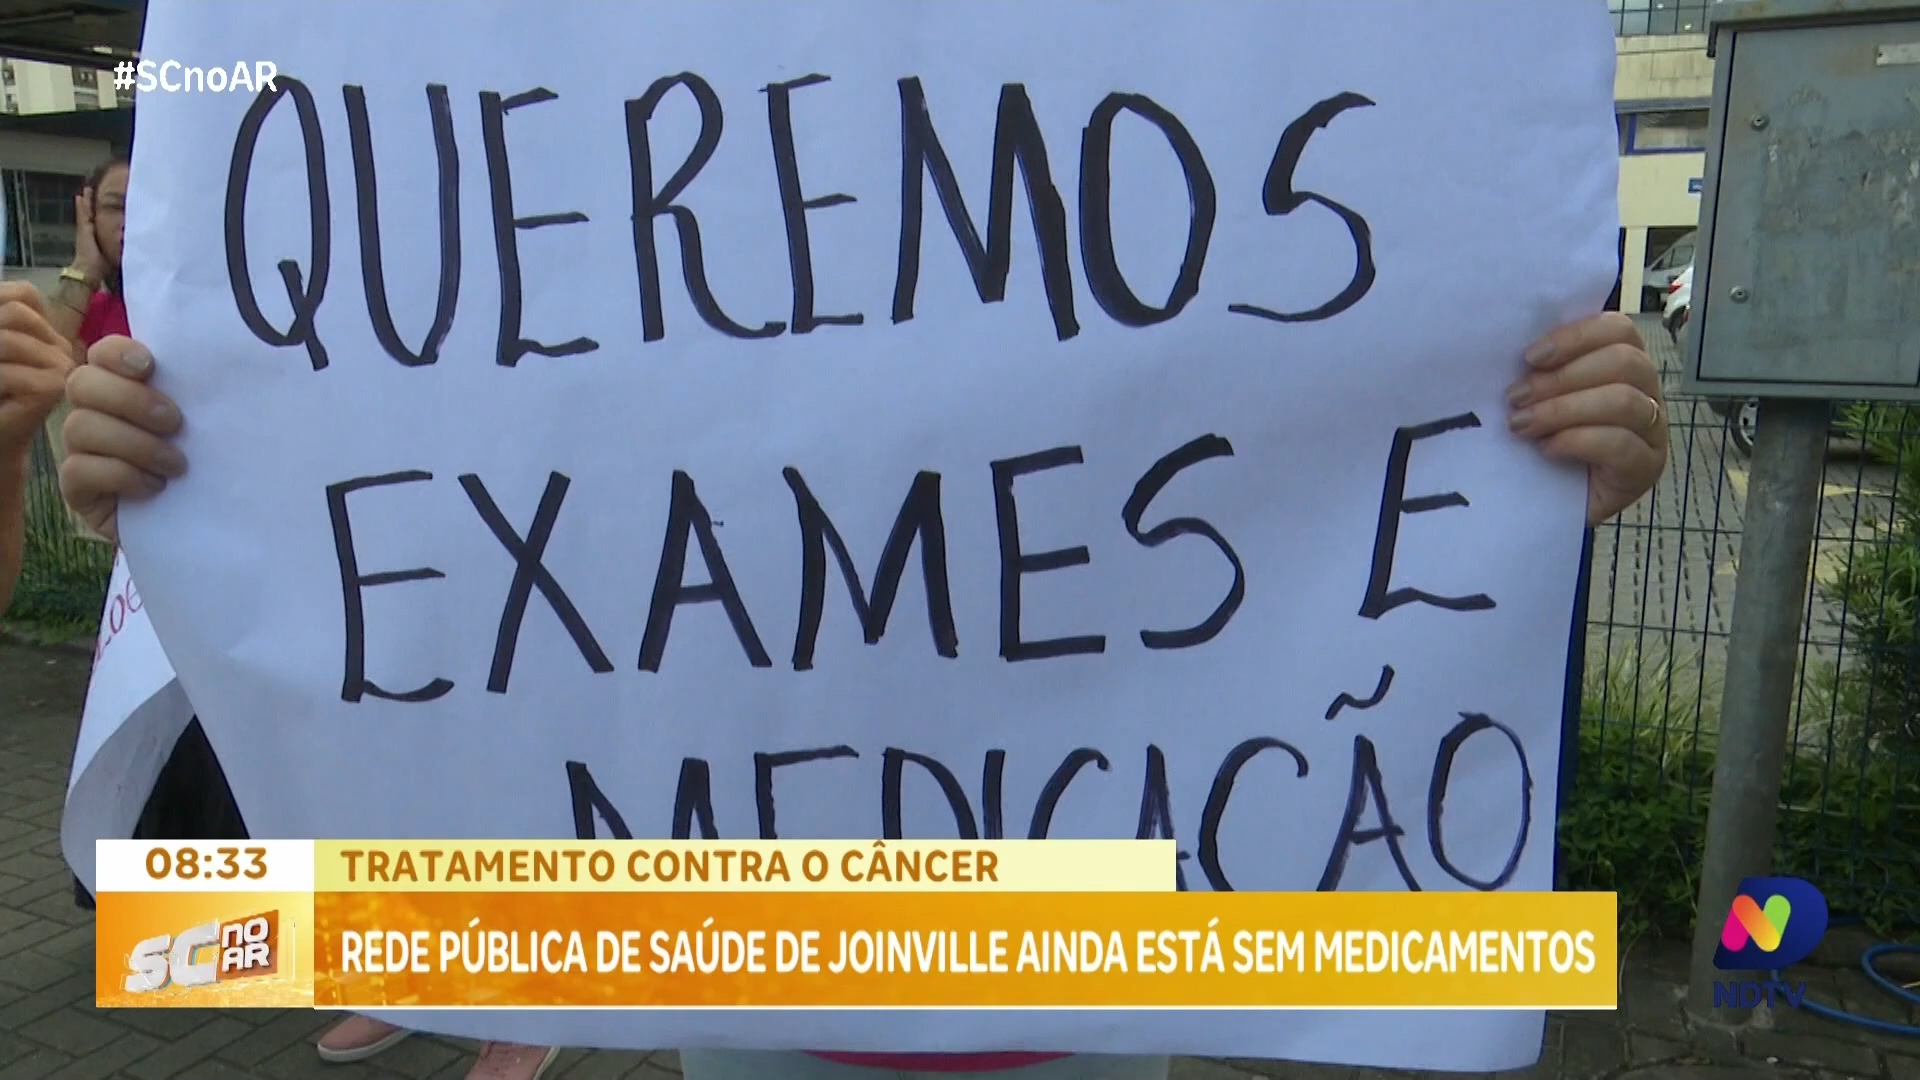 #SCnoAR
QUEREMOS
EXAMES E
MEDICAÇÃO
08:33
TRATAMENTO CONTRA O CÂNCER
SC NO AR
REDE PÚBLICA DE SAÚDE DE JOINVILLE AINDA ESTÁ SEM MEDICAMENTOS
NDTV